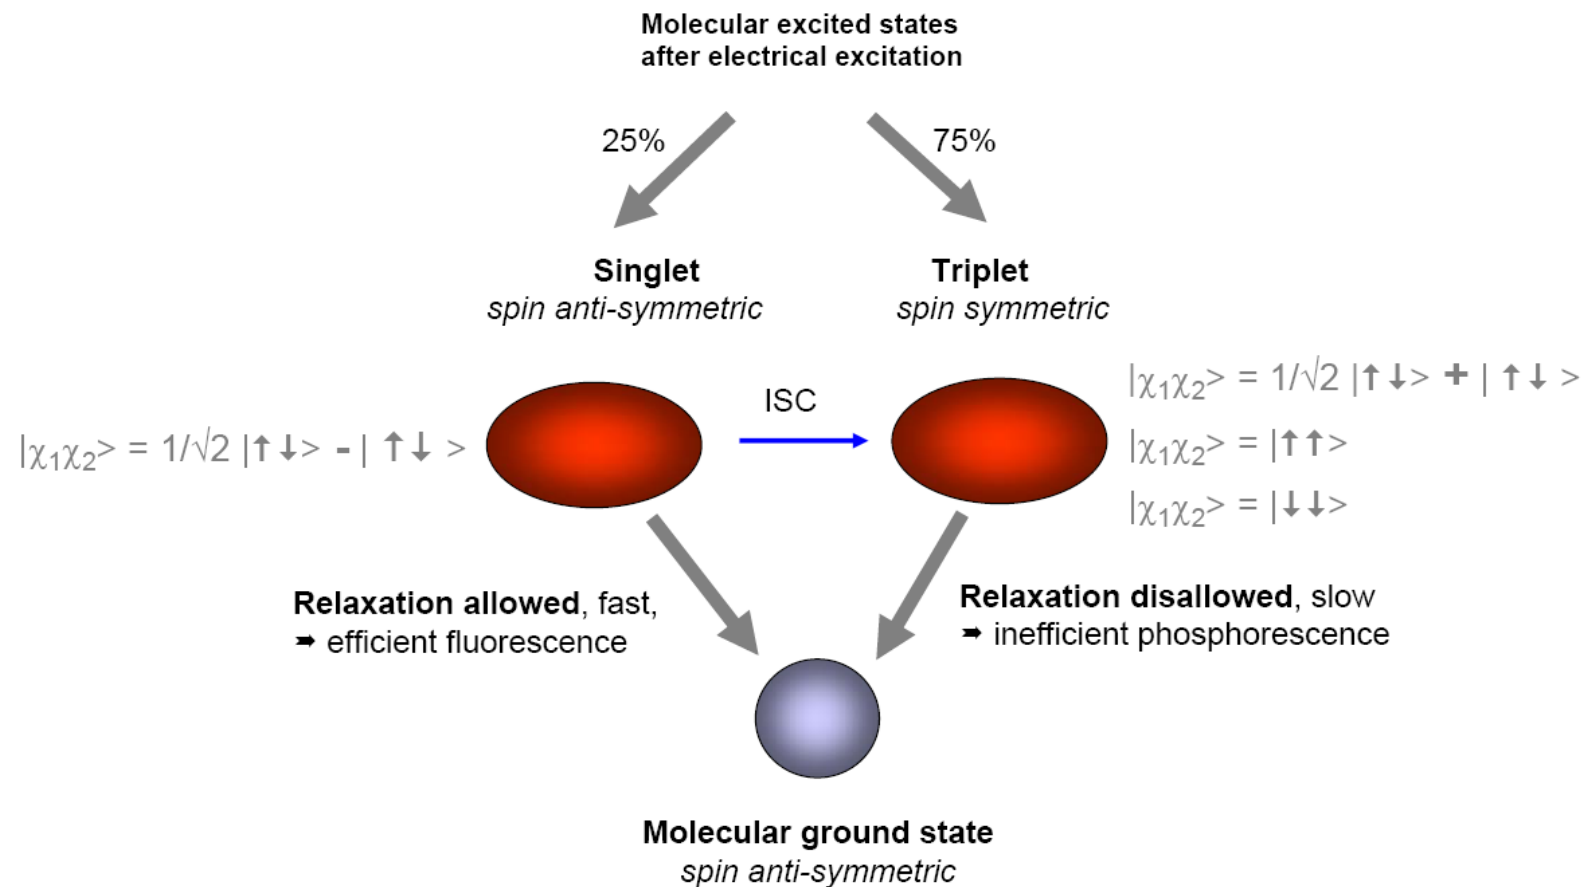 Molecular excited states
after electrical excitation
25%
75%
Singlet
spin anti-symmetric
Triplet
spin symmetric
|χ₁χ₂> = 1/√2 |↑↓> - | ↑↓ >
ISC
|χ₁χ₂> = 1/√2 |↑↓> + | ↑↓ >
|χ₁χ₂> = |↑↑>
|χ₁χ₂> = |↓↓>
Relaxation allowed, fast,
➡ efficient fluorescence
Relaxation disallowed, slow
➡ inefficient phosphorescence
Molecular ground state
spin anti-symmetric